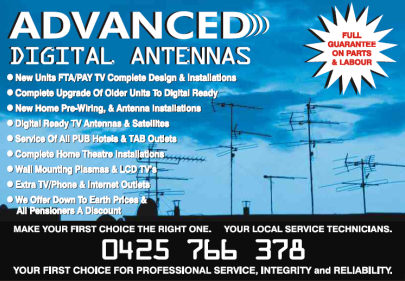 ADVANCED
DIGITAL ANTENNAS
FULL
GUARANTEE
ON PARTS
& LABOUR
• New Units FTA/PAY TV Complete Design & Installations
• Complete Upgrade Of Older Units To Digital Ready
• New Home Pre-Wiring, & Antenna Installations
• Digital Ready TV Antennas & Satellites
• Service Of All PUB Hotels & TAB Outlets
• Complete Home Theatre Installations
• Wall Mounting Plasmas & LCD TV's
• Extra TV/Phone & Internet Outlets
• We Offer Down To Earth Prices &
All Pensioners A Discount
MAKE YOUR FIRST CHOICE THE RIGHT ONE. YOUR LOCAL SERVICE TECHNICIANS.
0425 766 378
YOUR FIRST CHOICE FOR PROFESSIONAL SERVICE, INTEGRITY and RELIABILITY.